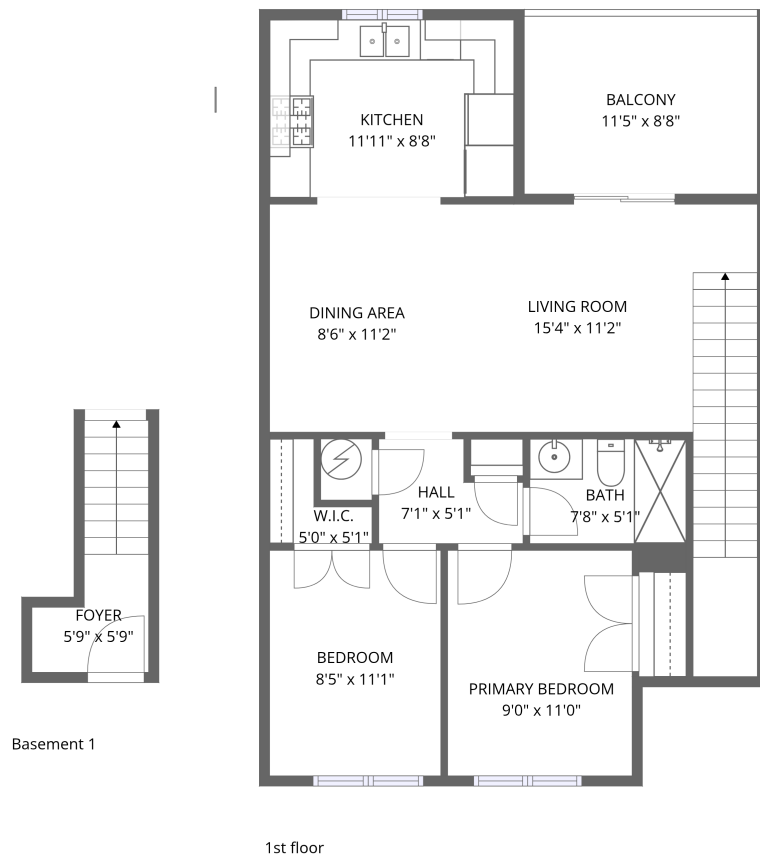 KITCHEN
11'11" x 8'8"
BALCONY
11'5" x 8'8"
DINING AREA
8'6" x 11'2"
LIVING ROOM
15'4" x 11'2"
HALL
7'1" x 5'1"
BATH
7'8" x 5'1"
W.I.C.
5'0" x 5'1"
FOYER
5'9" x 5'9"
BEDROOM
8'5" x 11'1"
PRIMARY BEDROOM
9'0" x 11'0"
Basement 1
1st floor